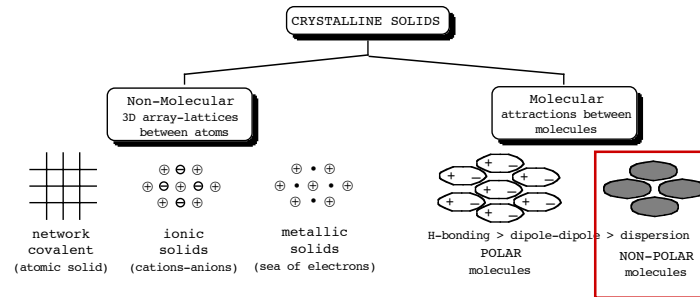 CRYSTALLINE SOLIDS
Non-Molecular
3D array-lattices
between atoms
Molecular
attractions between
molecules
⊕ ⊖ ⊕
⊕ ⊖ ⊕ ⊖ ⊕
⊕ ⊖ ⊕
⊕ • ⊕
⊕ • ⊕ • ⊕
⊕ • ⊕
+ −
+ − + −
+ −
+ − + −
+ −
network
covalent
(atomic solid)
ionic
solids
(cations-anions)
metallic
solids
(sea of electrons)
H-bonding > dipole-dipole > dispersion
POLAR
molecules
NON-POLAR
molecules